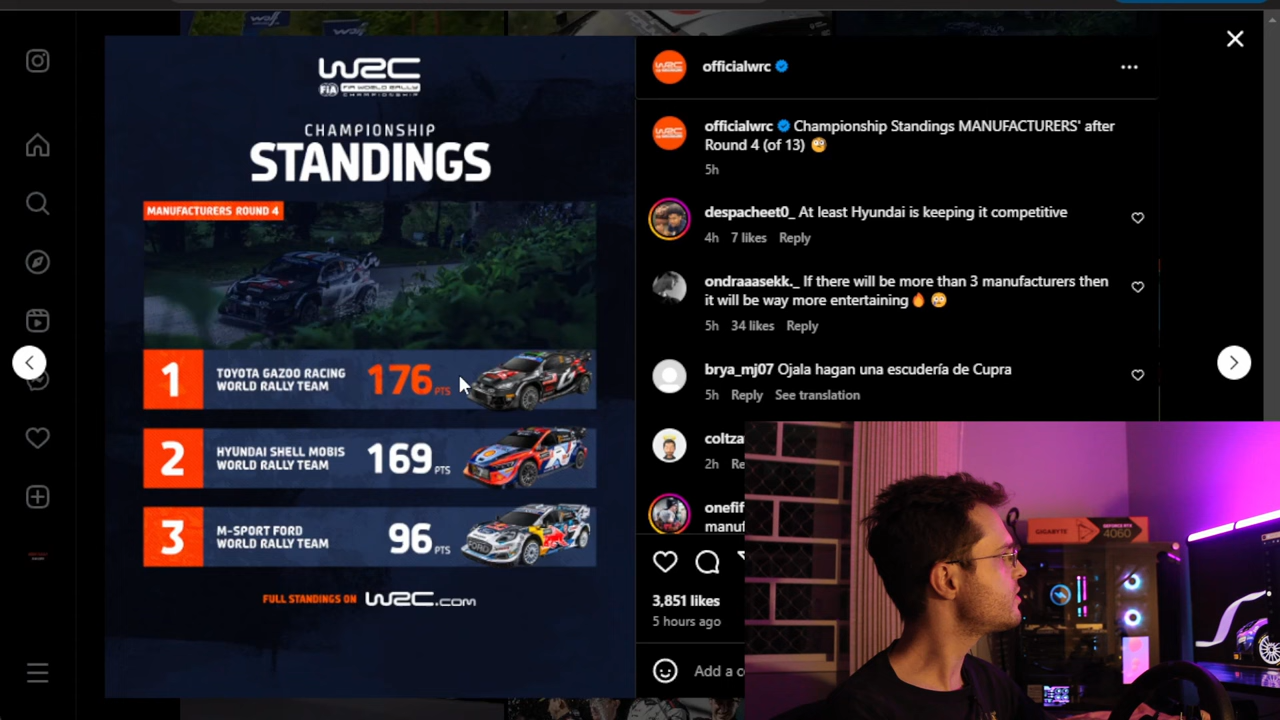 WRC
FIA WORLD RALLY
CHAMPIONSHIP
CHAMPIONSHIP
STANDINGS
MANUFACTURERS ROUND 4
1 TOYOTA GAZOO RACING
WORLD RALLY TEAM 176 PTS
2 HYUNDAI SHELL MOBIS
WORLD RALLY TEAM 169 PTS
3 M-SPORT FORD
WORLD RALLY TEAM 96 PTS
FULL STANDINGS ON WRC.COM
officialwrc
officialwrc Championship Standings MANUFACTURERS' after
Round 4 (of 13) 🤔
5h
despacheet0_ At least Hyundai is keeping it competitive
4h 7 likes Reply
ondraaasekk._ If there will be more than 3 manufacturers then
it will be way more entertaining🔥 😳
5h 34 likes Reply
brya_mj07 Ojala hagan una escudería de Cupra
5h Reply See translation
coltza
2h Re
onefif
manuf
3,851 likes
5 hours ago
Add a c
GIGABYTE
GEFORCE RTX
4060